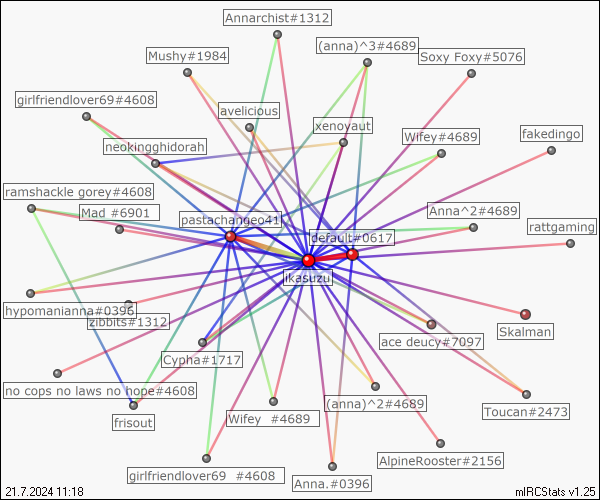 Annarchist#1312
(anna)^3#4689
Mushy#1984
Soxy Foxy#5076
girlfriendlover69#4608
avelicious
xenovaut
neokingghidorah
Wifey#4689
fakedingo
ramshackle gorey#4608
Mad #6901
pastachangeo41
Anna^2#4689
default#0617
rattgaming
ikasuzu
hypomanianna#0396
zibbits#1312
Skalman
Cypha#1717
ace deucy#7097
no cops no laws no hope#4608
frisout
Wifey #4689
(anna)^2#4689
Toucan#2473
girlfriendlover69 #4608
Anna.#0396
AlpineRooster#2156
21.7.2024 11:18
mIRCStats v1.25